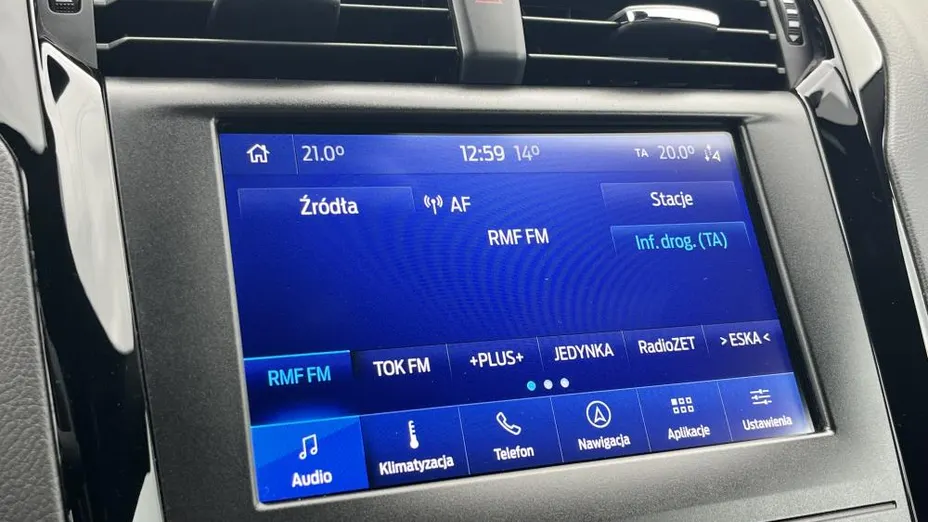 21.0° 12:59 14° TA 20.0°
Źródła AF Stacje
RMF FM Inf. drog. (TA)
RMF FM TOK FM +PLUS+ JEDYNKA RadioZET >ESKA<
Audio Klimatyzacja Telefon Nawigacja Aplikacje Ustawienia